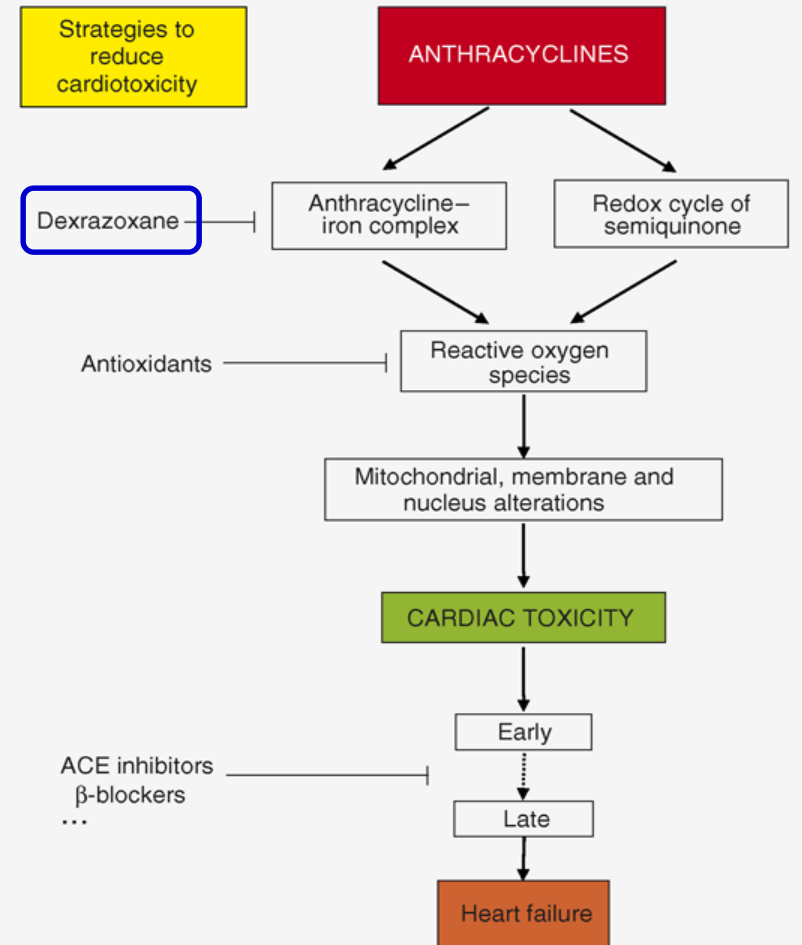 Strategies to
reduce
cardiotoxicity
ANTHRACYCLINES
Dexrazoxane
Anthracycline–
iron complex
Redox cycle of
semiquinone
Antioxidants
Reactive oxygen
species
Mitochondrial, membrane and
nucleus alterations
CARDIAC TOXICITY
Early
ACE inhibitors
β-blockers
...
Late
Heart failure